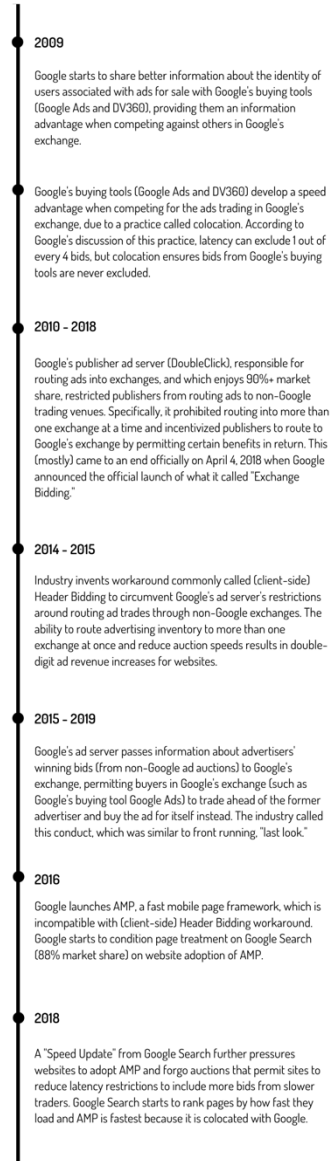 2009
Google starts to share better information about the identity of
users associated with ads for sale with Google's buying tools
(Google Ads and DV360), providing them an information
advantage when competing against others in Google's
exchange.
Google's buying tools (Google Ads and DV360) develop a speed
advantage when competing for the ads trading in Google's
exchange, due to a practice called colocation. According to
Google's discussion of this practice, latency can exclude 1 out of
every 4 bids, but colocation ensures bids from Google's buying
tools are never excluded.
2010 - 2018
Google's publisher ad server (DoubleClick), responsible for
routing ads into exchanges, and which enjoys 90%+ market
share, restricted publishers from routing ads to non-Google
trading venues. Specifically, it prohibited routing into more than
one exchange at a time and incentivized publishers to route to
Google's exchange by permitting certain benefits in return. This
(mostly) came to an end officially on April 4, 2018 when Google
announced the official launch of what it called "Exchange
Bidding."
2014 - 2015
Industry invents workaround commonly called (client-side)
Header Bidding to circumvent Google's ad server's restrictions
around routing ad trades through non-Google exchanges. The
ability to route advertising inventory to more than one
exchange at once and reduce auction speeds results in double-
digit ad revenue increases for websites.
2015 - 2019
Google's ad server passes information about advertisers'
winning bids (from non-Google ad auctions) to Google's
exchange, permitting buyers in Google's exchange (such as
Google's buying tool Google Ads) to trade ahead of the former
advertiser and buy the ad for itself instead. The industry called
this conduct, which was similar to front running, "last look."
2016
Google launches AMP, a fast mobile page framework, which is
incompatible with (client-side) Header Bidding workaround.
Google starts to condition page treatment on Google Search
(88% market share) on website adoption of AMP.
2018
A "Speed Update" from Google Search further pressures
websites to adopt AMP and forgo auctions that permit sites to
reduce latency restrictions to include more bids from slower
traders. Google Search starts to rank pages by how fast they
load and AMP is fastest because it is colocated with Google.